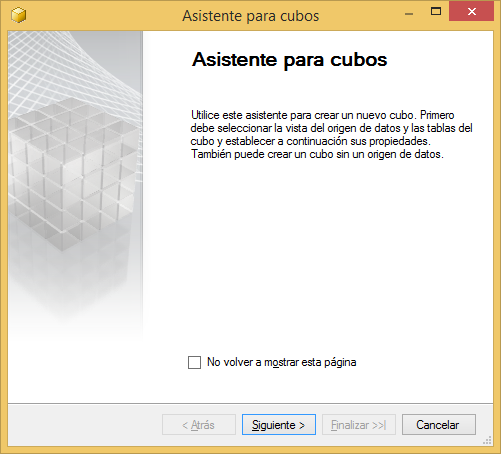 Asistente para cubos
Asistente para cubos
Utilice este asistente para crear un nuevo cubo. Primero
debe seleccionar la vista del origen de datos y las tablas del
cubo y establecer a continuación sus propiedades.
También puede crear un cubo sin un origen de datos.
No volver a mostrar esta página
< Atrás
Siguiente >
Finalizar >>|
Cancelar